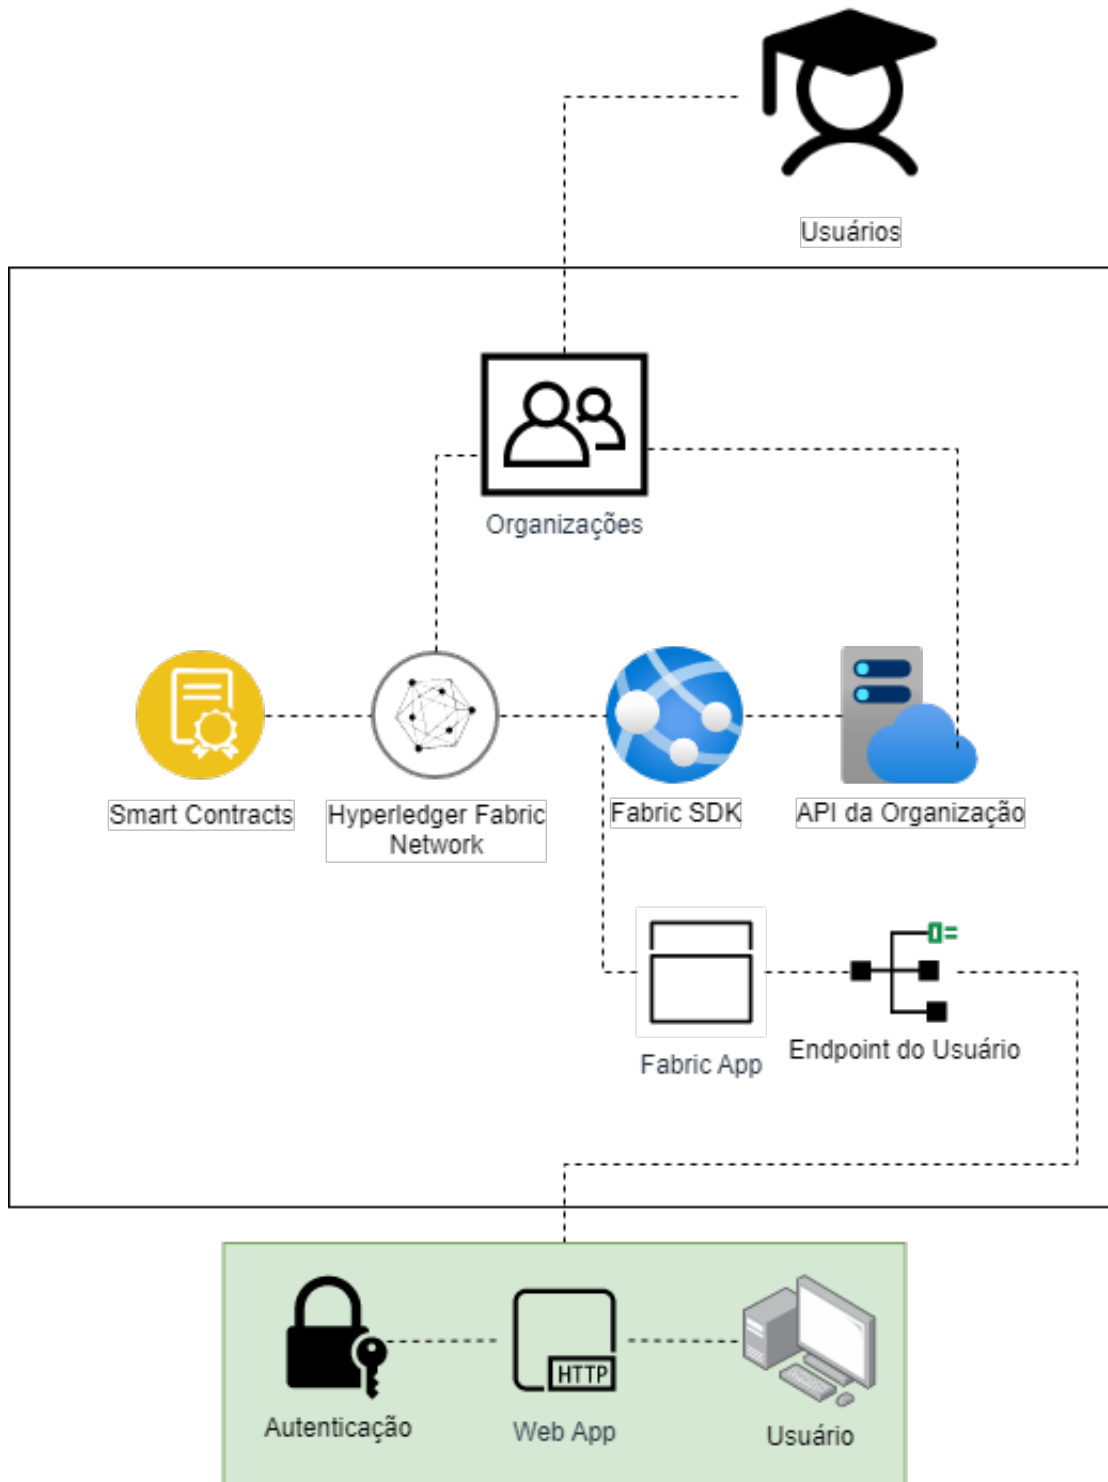 Usuários
Organizações
Smart Contracts
Hyperledger Fabric
Network
Fabric SDK
API da Organização
Fabric App
Endpoint do Usuário
HTTP
Autenticação
Web App
Usuário